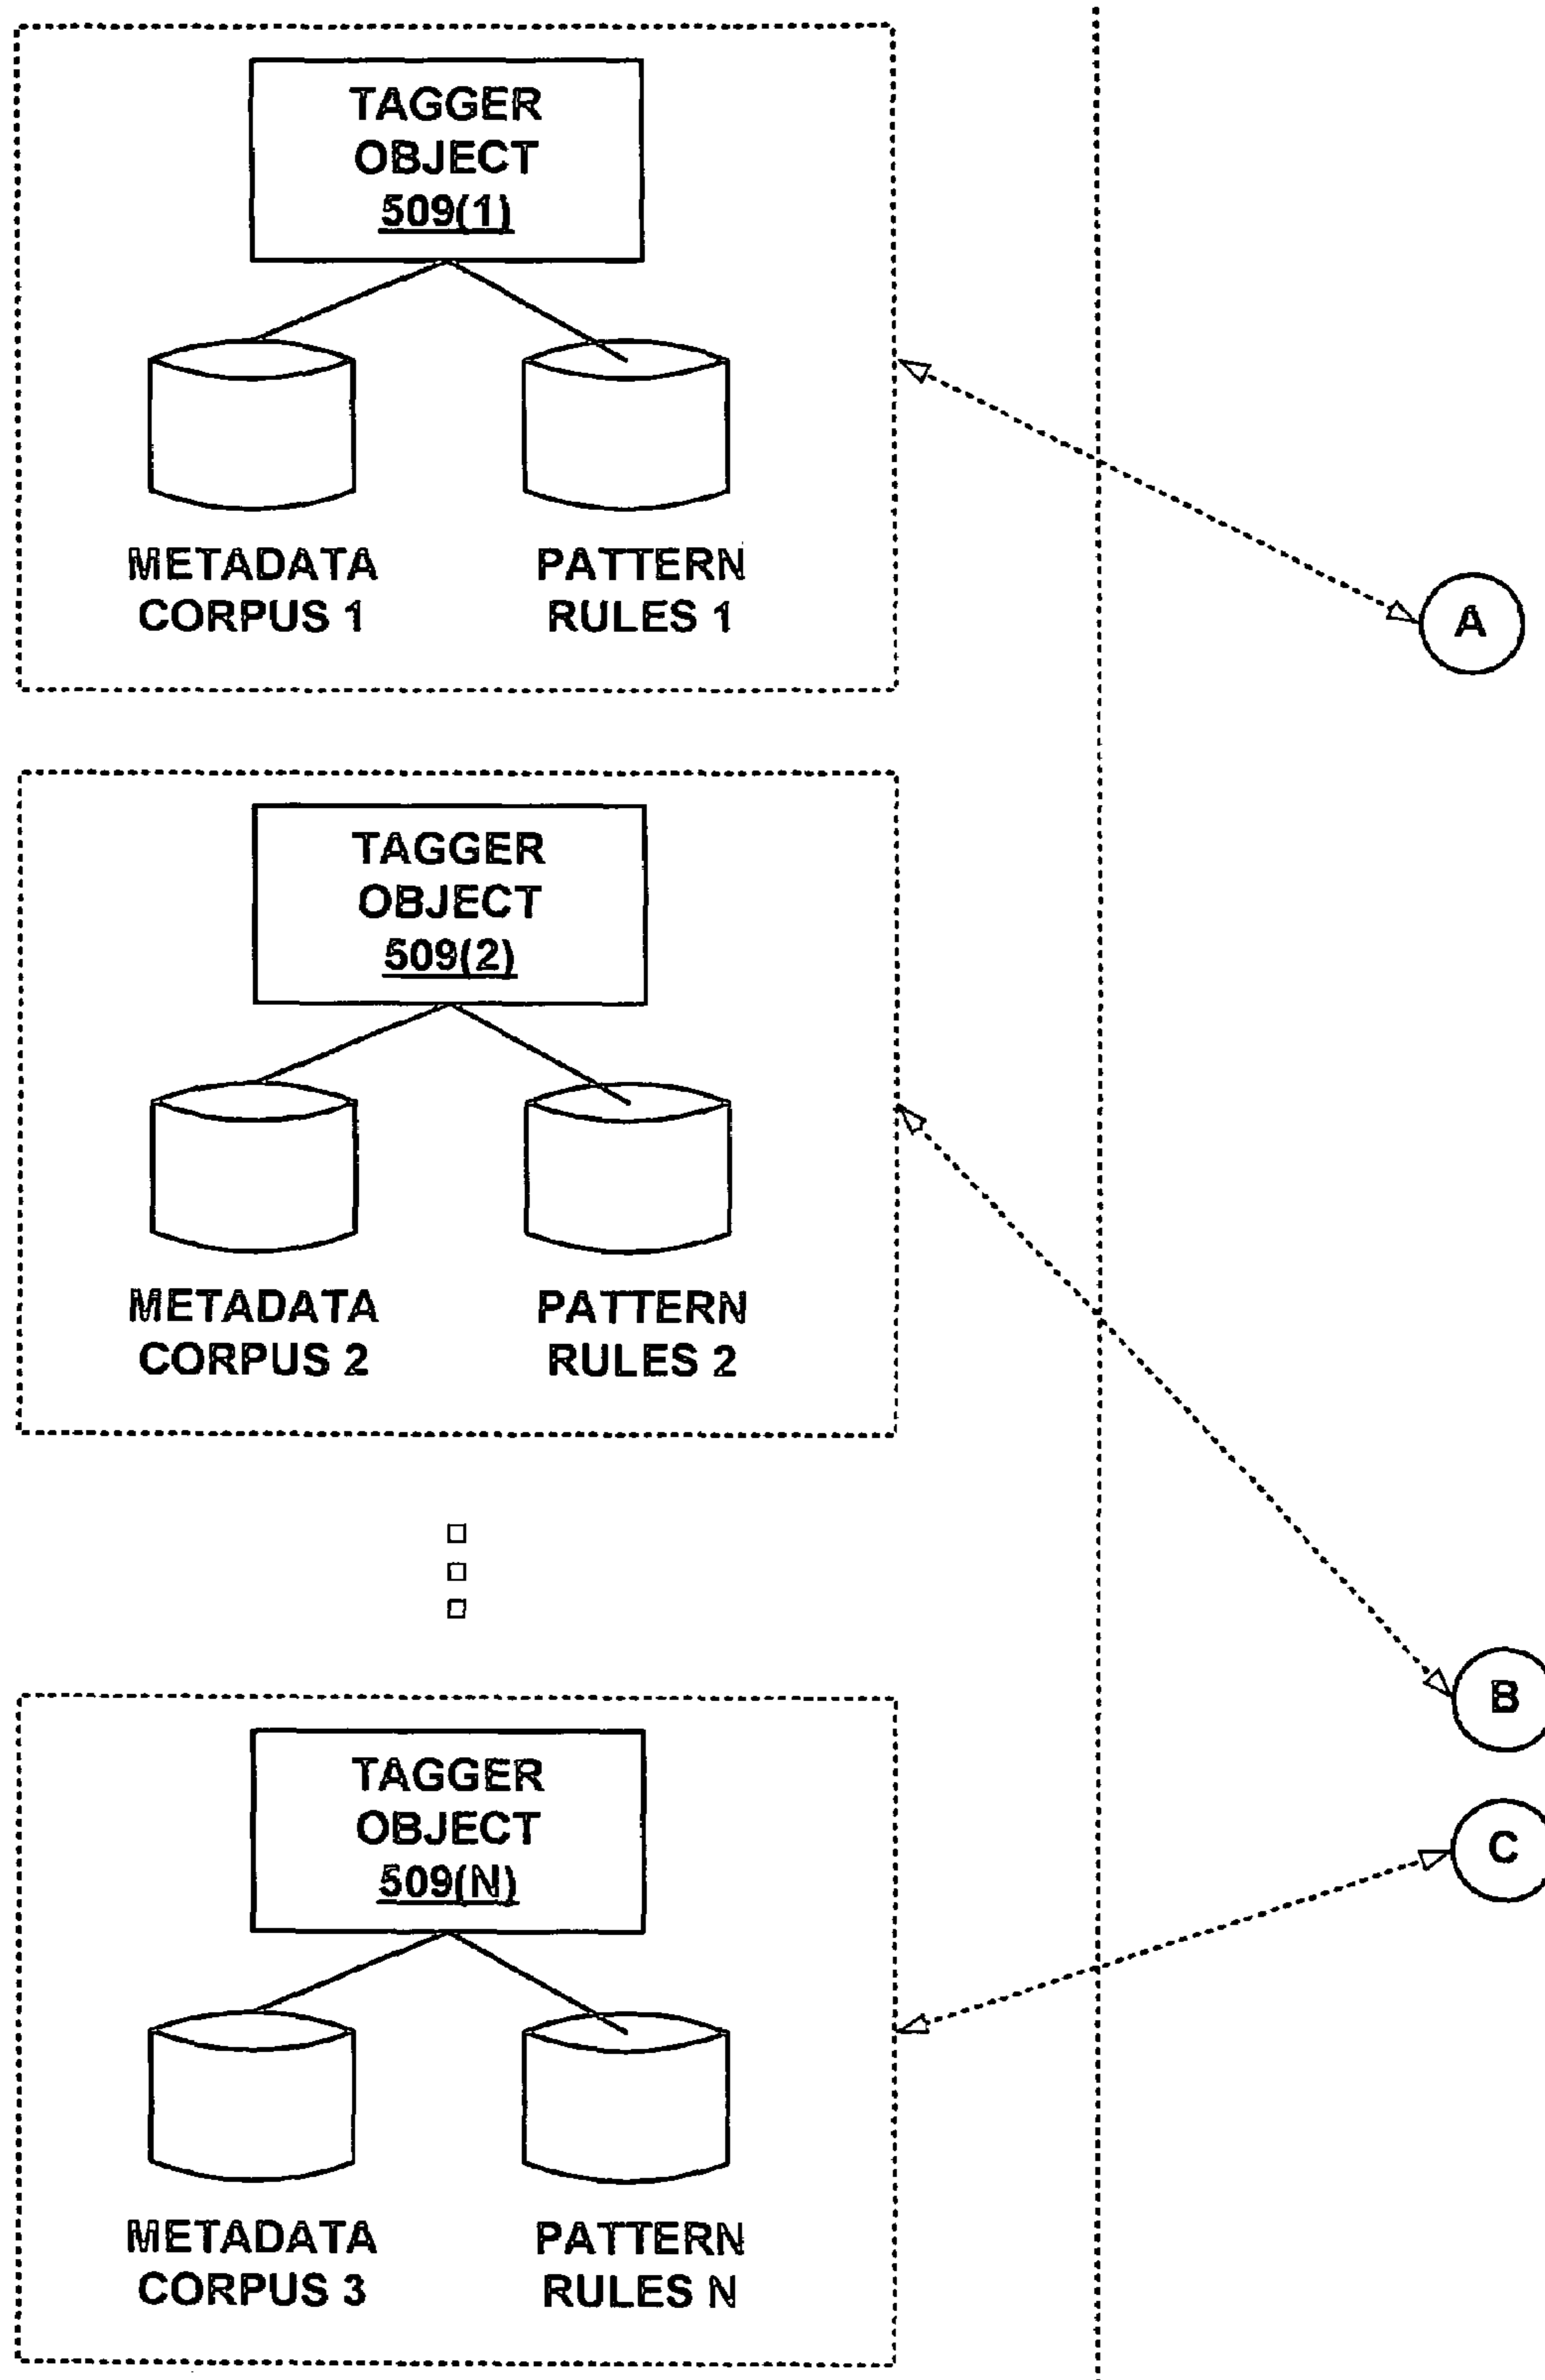 TAGGER
OBJECT
509(1)
METADATA
CORPUS 1
PATTERN
RULES 1
A
TAGGER
OBJECT
509(2)
METADATA
CORPUS 2
PATTERN
RULES 2
B
TAGGER
OBJECT
509(N)
C
METADATA
CORPUS 3
PATTERN
RULES N